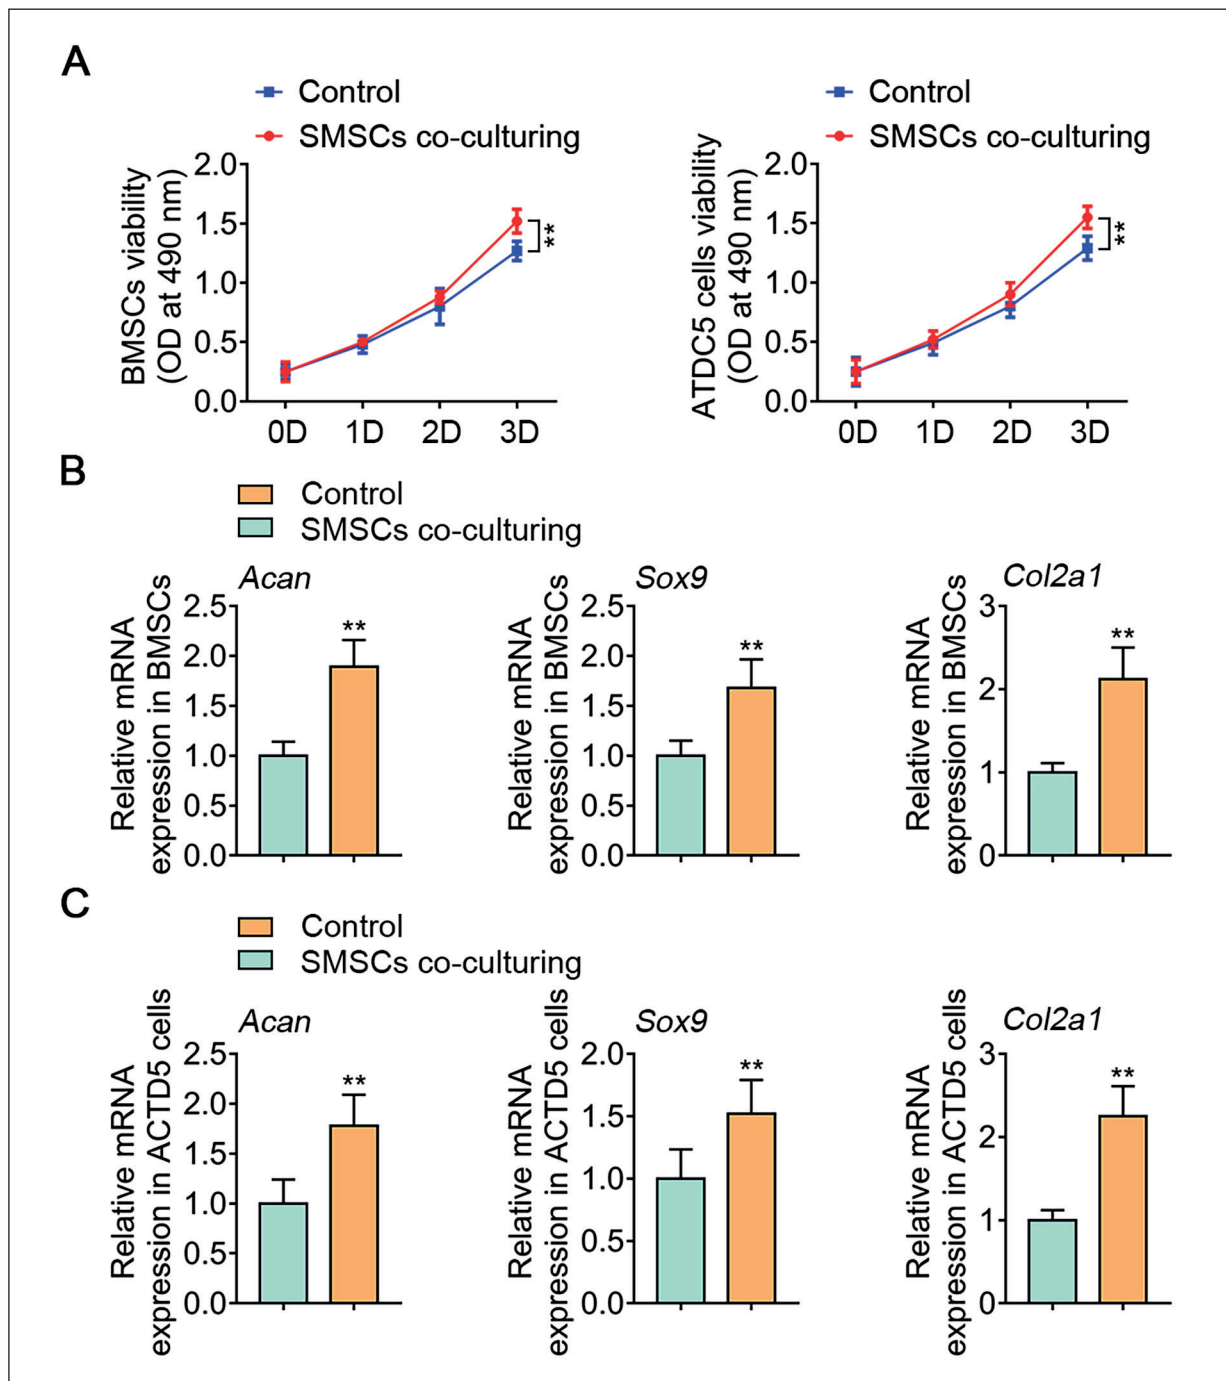 A
Control
SMSCs co-culturing
BMSCs viability
(OD at 490 nm)
2.0
1.5
1.0
0.5
0.0
0D 1D 2D 3D
**
Control
SMSCs co-culturing
ATDC5 cells viability
(OD at 490 nm)
2.0
1.5
1.0
0.5
0.0
0D 1D 2D 3D
**
B
Control
SMSCs co-culturing
Acan
Relative mRNA
expression in BMSCs
2.5
2.0
1.5
1.0
0.5
0.0
**
Sox9
Relative mRNA
expression in BMSCs
2.5
2.0
1.5
1.0
0.5
0.0
**
Col2a1
Relative mRNA
expression in BMSCs
3
2
1
0
**
C
Control
SMSCs co-culturing
Acan
Relative mRNA
expression in ACTD5 cells
2.5
2.0
1.5
1.0
0.5
0.0
**
Sox9
Relative mRNA
expression in ACTD5 cells
2.0
1.5
1.0
0.5
0.0
**
Col2a1
Relative mRNA
expression in ACTD5 cells
3
2
1
0
**